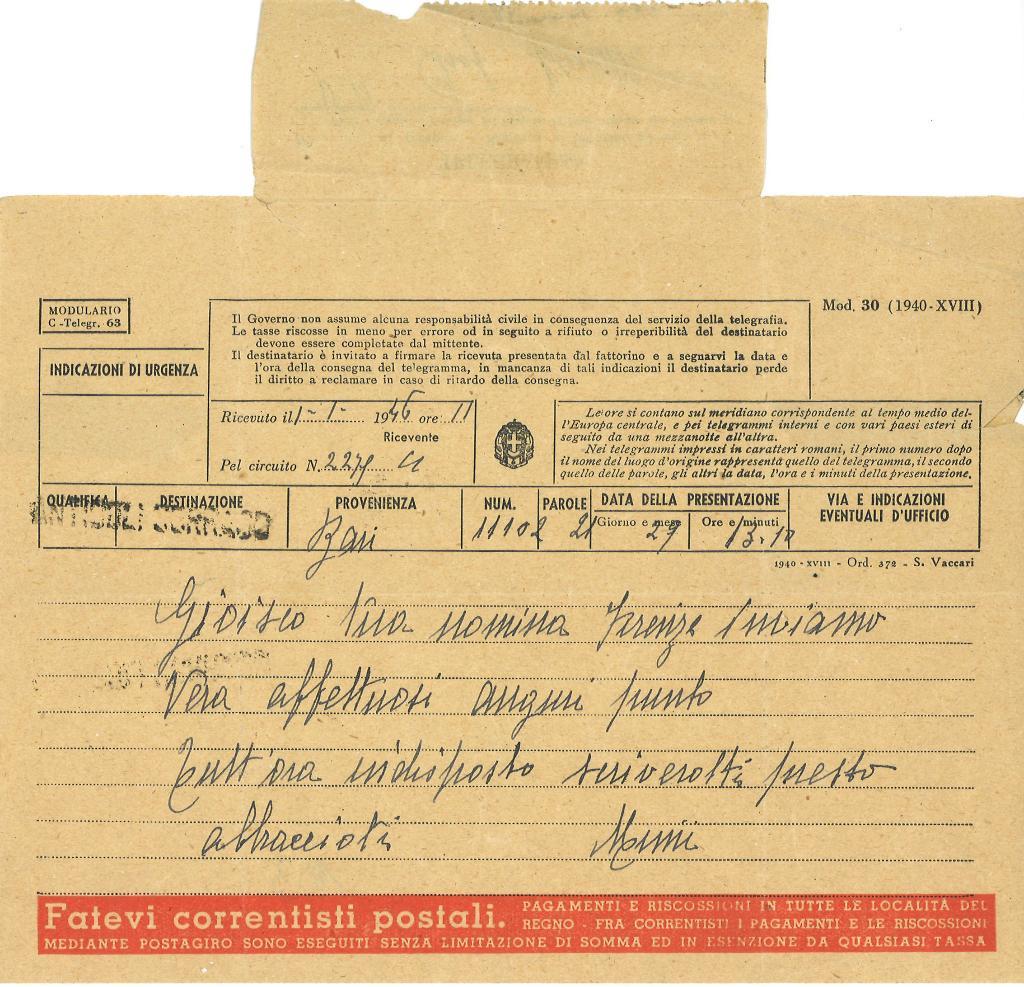 MODULARIO
C - Telegr. 63
Mod. 30 (1940-XVIII)
INDICAZIONI DI URGENZA
Il Governo non assume alcuna responsabilità civile in conseguenza del servizio della telegrafia.
Le tasse riscosse in meno per errore od in seguito a rifiuto o irreperibilità del destinatario
devono essere completate dal mittente.
Il destinatario è invitato a firmare la ricevuta presentata dal fattorino e a segnarvi la data e
l'ora della consegna del telegramma, in mancanza di tali indicazioni il destinatario perde
il diritto a reclamare in caso di ritardo della consegna.
Ricevuto il 1-1- 1946 ore 11
Ricevente
Pel circuito N.
Le ore si contano sul meridiano corrispondente al tempo medio del-
l'Europa centrale, e pei telegrammi interni e con vari paesi esteri di
seguito da una mezzanotte all'altra.
Nei telegrammi impressi in caratteri romani, il primo numero dopo
il nome del luogo d'origine rappresenta quello del telegramma, il secondo
quello delle parole, gli altri la data, l'ora e i minuti della presentazione.
QUALIFICA DESTINAZIONE PROVENIENZA NUM. PAROLE DATA DELLA PRESENTAZIONE VIA E INDICAZIONI
EVENTUALI D'UFFICIO
Giorno e mese Ore e minuti
Bari 11102 21 29 13.10
1940 - XVIII - Ord. 372 - S. Vaccari
Gioisco tua nomina Firenze inviamo
Vera affettuosi auguri punto
Tutt'ora indisposto scriverotti presto
abbraccioti Mimì
Fatevi correntisti postali. PAGAMENTI E RISCOSSIONI IN TUTTE LE LOCALITÀ DEL
REGNO - FRA CORRENTISTI I PAGAMENTI E LE RISCOSSIONI
MEDIANTE POSTAGIRO SONO ESEGUITI SENZA LIMITAZIONE DI SOMMA ED IN ESENZIONE DA QUALSIASI TASSA